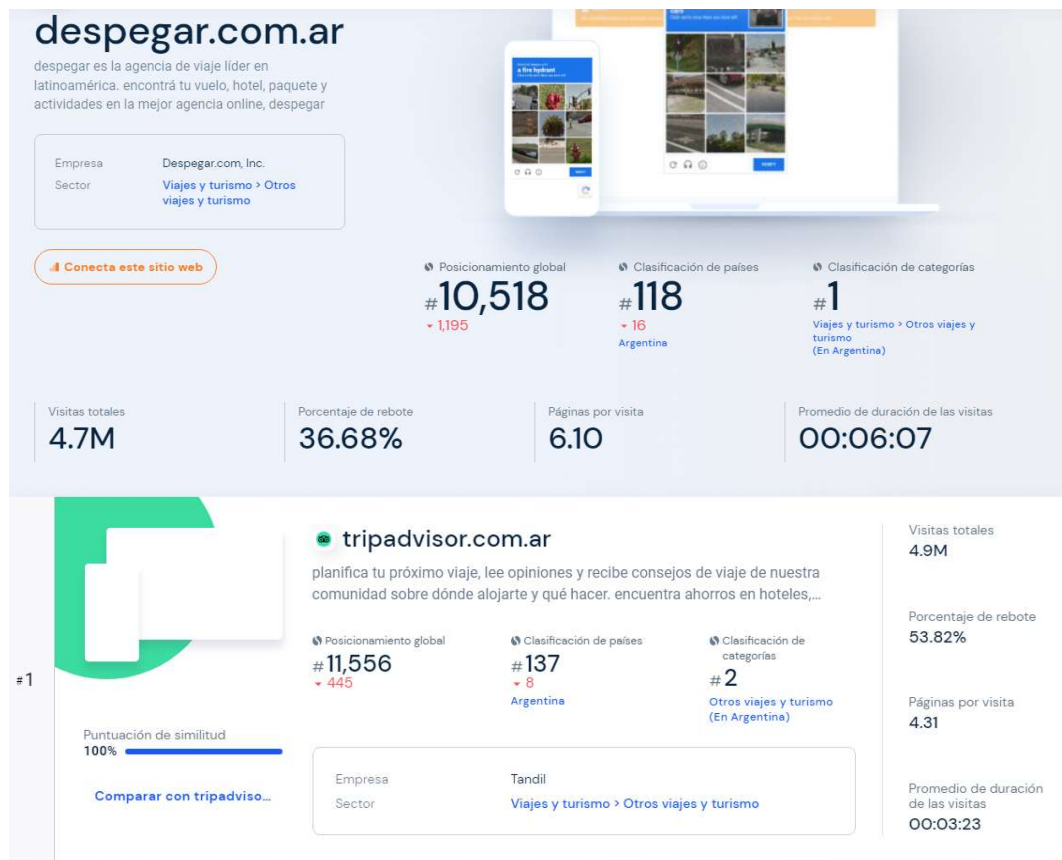 despegar.com.ar
despegar es la agencia de viaje líder en
latinoamérica. encontrá tu vuelo, hotel, paquete y
actividades en la mejor agencia online, despegar
Empresa Despegar.com, Inc.
Sector Viajes y turismo > Otros
viajes y turismo
Conecta este sitio web
a fire hydrant
Posicionamiento global
#10,518
1,195
Clasificación de países
#118
16
Argentina
Clasificación de categorías
#1
Viajes y turismo > Otros viajes y
turismo
(En Argentina)
Visitas totales
4.7M
Porcentaje de rebote
36.68%
Páginas por visita
6.10
Promedio de duración de las visitas
00:06:07
#1
Puntuación de similitud
100%
Comparar con tripadviso...
tripadvisor.com.ar
planifica tu próximo viaje, lee opiniones y recibe consejos de viaje de nuestra
comunidad sobre dónde alojarte y qué hacer. encuentra ahorros en hoteles,...
Posicionamiento global
#11,556
445
Clasificación de países
#137
8
Argentina
Clasificación de
categorías
#2
Otros viajes y turismo
(En Argentina)
Empresa Tandil
Sector Viajes y turismo > Otros viajes y turismo
Visitas totales
4.9M
Porcentaje de rebote
53.82%
Páginas por visita
4.31
Promedio de duración
de las visitas
00:03:23